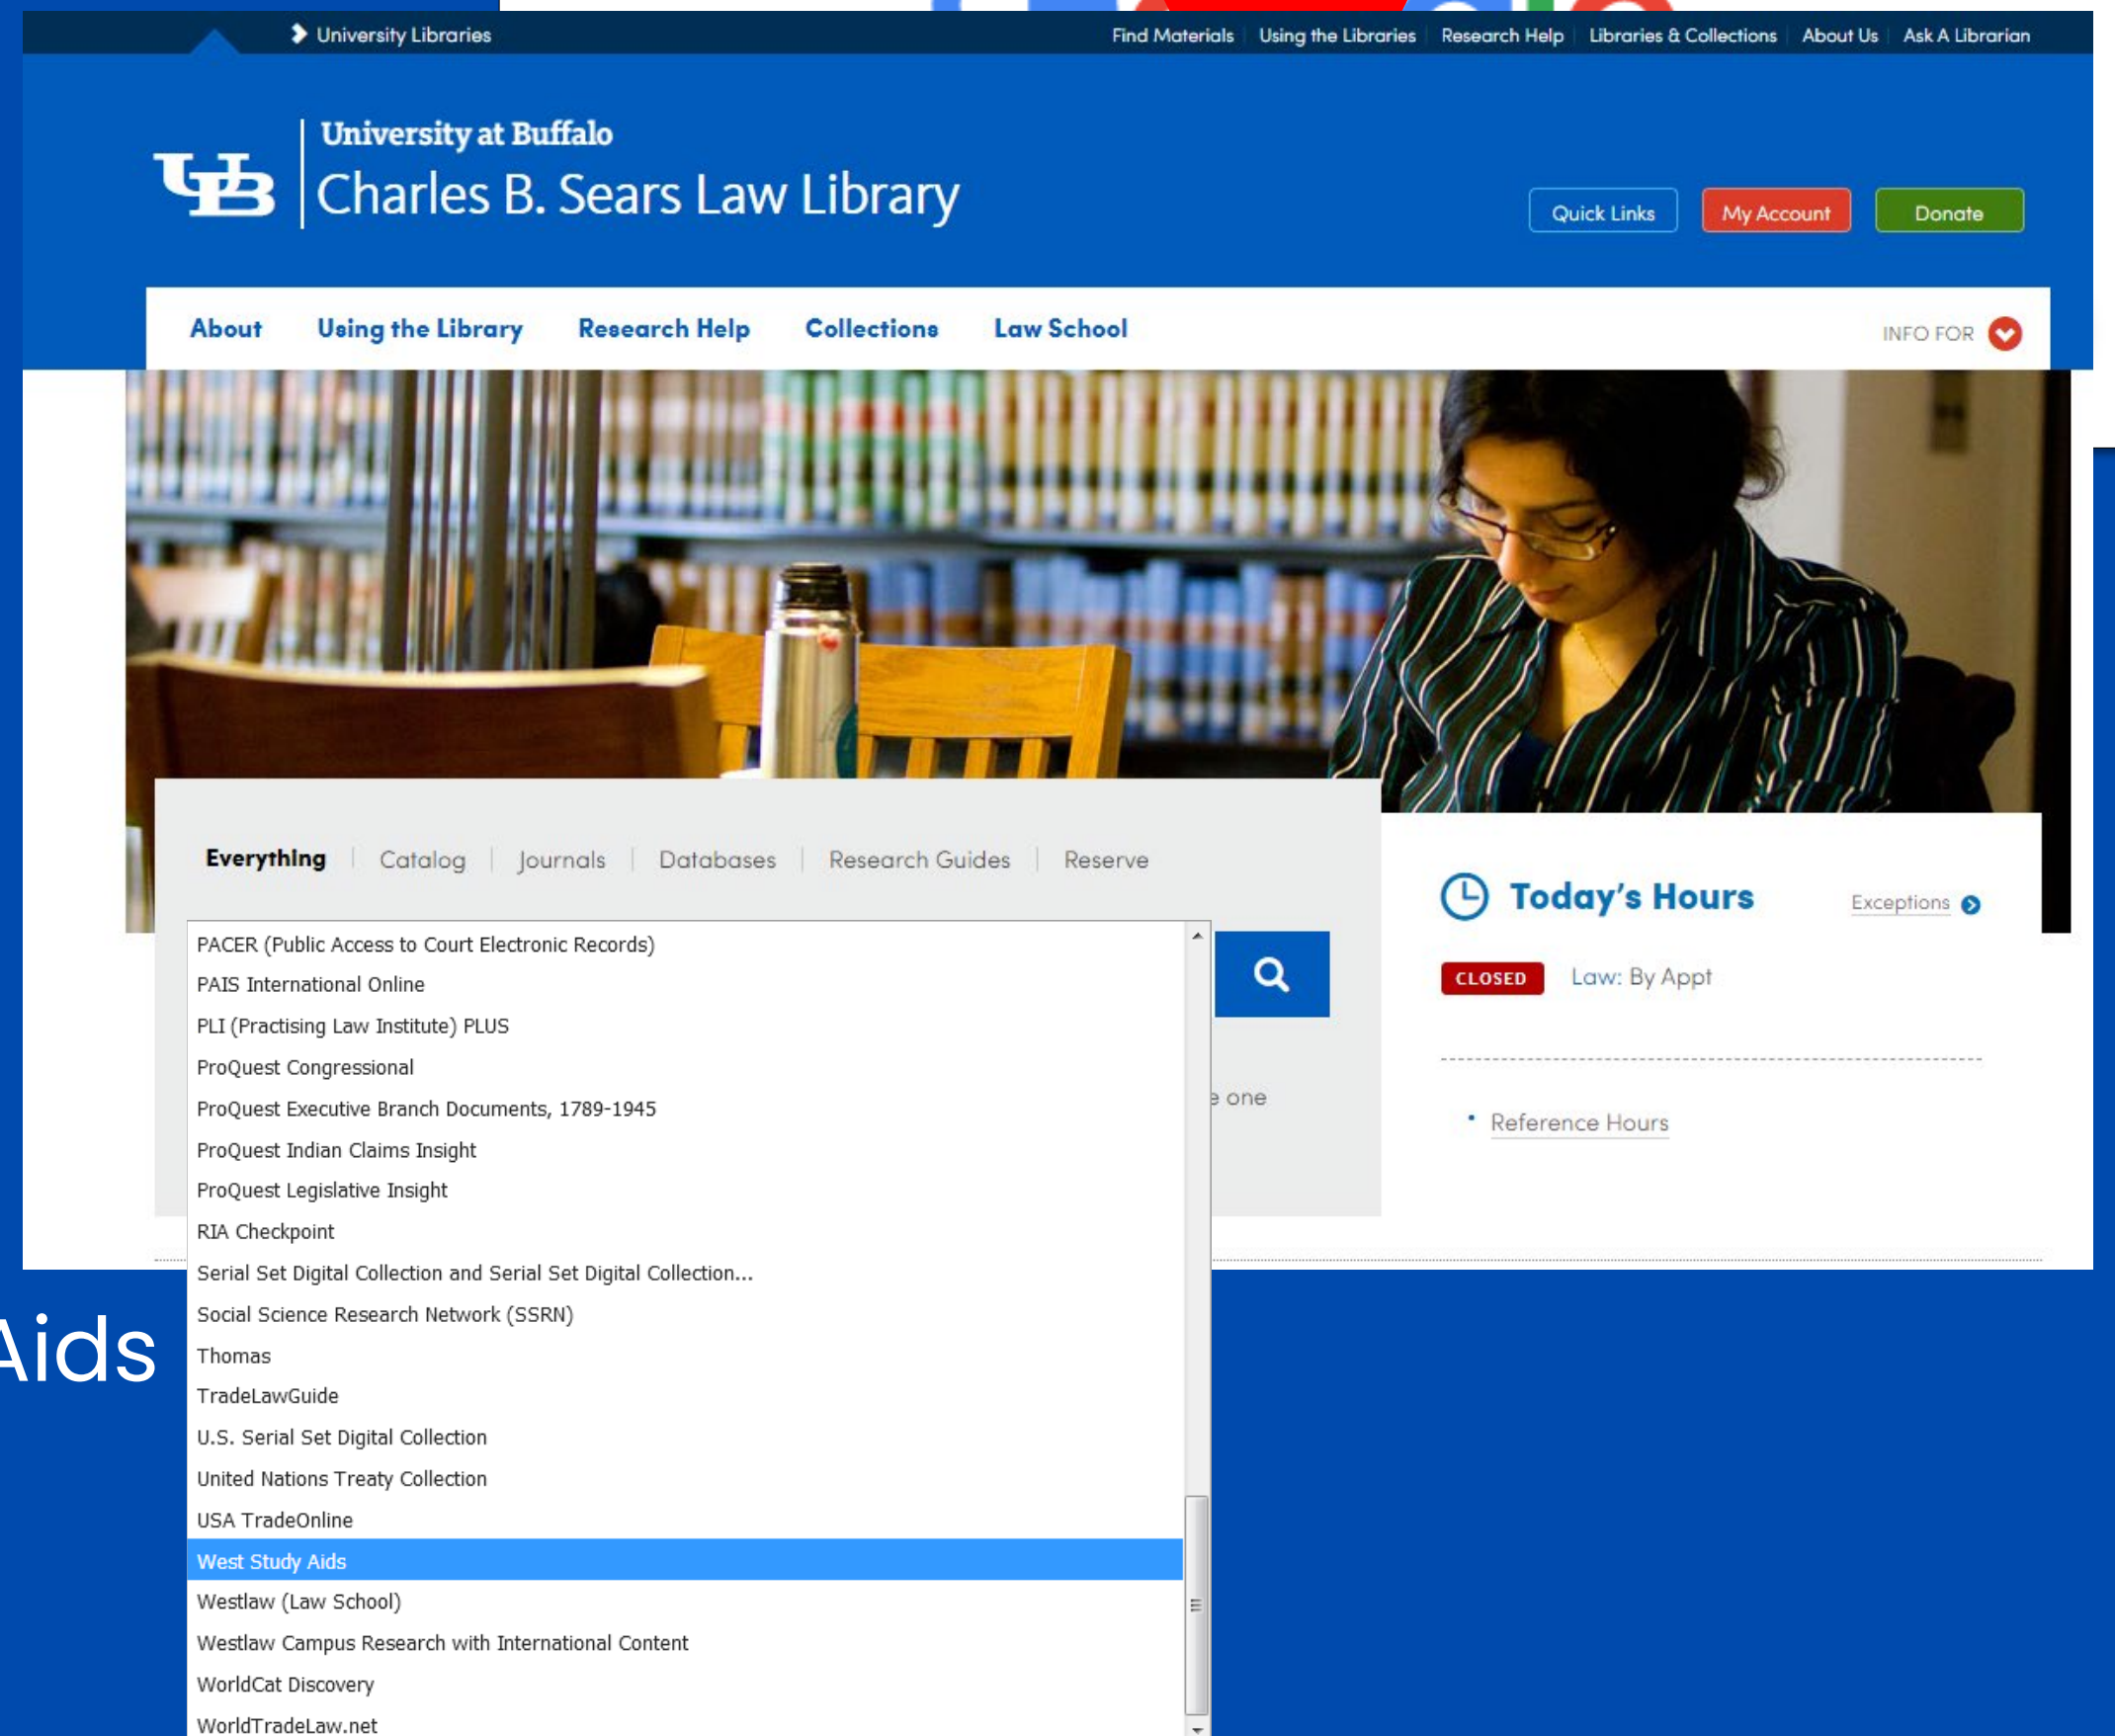 University Libraries
Find Materials Using the Libraries Research Help Libraries & Collections About Us Ask A Librarian
UB
University at Buffalo
Charles B. Sears Law Library
Quick Links My Account Donate
About Using the Library Research Help Collections Law School INFO FOR
Everything Catalog Journals Databases Research Guides Reserve
Today's Hours Exceptions
CLOSED Law: By Appt
Reference Hours
PACER (Public Access to Court Electronic Records)
PAIS International Online
PLI (Practising Law Institute) PLUS
ProQuest Congressional
ProQuest Executive Branch Documents, 1789-1945
one
ProQuest Indian Claims Insight
ProQuest Legislative Insight
RIA Checkpoint
Serial Set Digital Collection and Serial Set Digital Collection...
Social Science Research Network (SSRN)
Aids
Thomas
TradeLawGuide
U.S. Serial Set Digital Collection
United Nations Treaty Collection
USA TradeOnline
West Study Aids
Westlaw (Law School)
Westlaw Campus Research with International Content
WorldCat Discovery
WorldTradeLaw.net